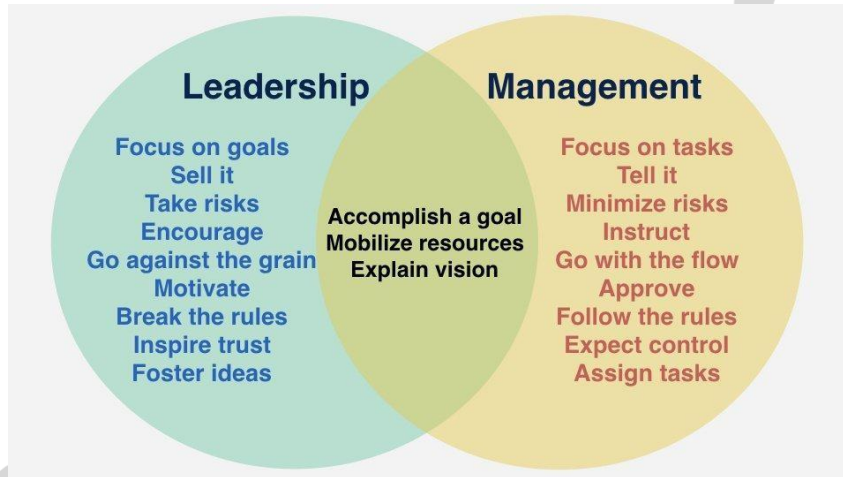 Leadership
Focus on goals
Sell it
Take risks
Encourage
Go against the grain
Motivate
Break the rules
Inspire trust
Foster ideas
Accomplish a goal
Mobilize resources
Explain vision
Management
Focus on tasks
Tell it
Minimize risks
Instruct
Go with the flow
Approve
Follow the rules
Expect control
Assign tasks